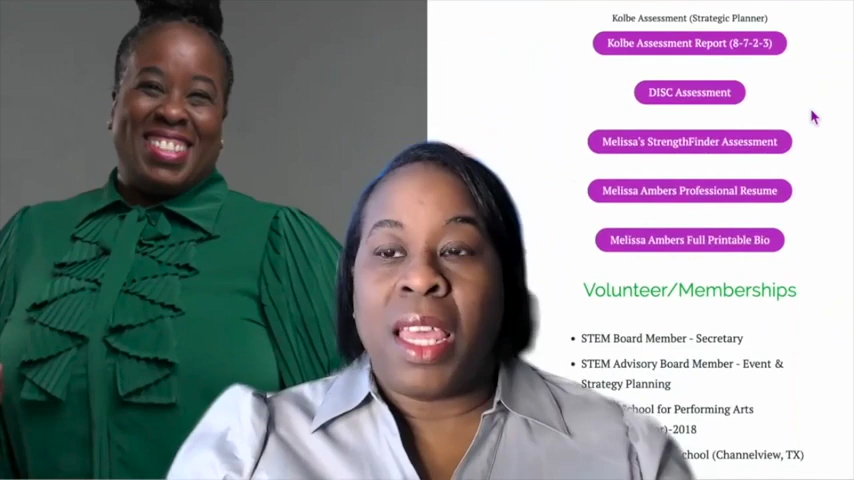 Kolbe Assessment (Strategic Planner)
Kolbe Assessment Report (8-7-2-3)
DISC Assessment
Melissa's StrengthFinder Assessment
Melissa Ambers Professional Resume
Melissa Ambers Full Printable Bio
Volunteer/Memberships
• STEM Board Member - Secretary
• STEM Advisory Board Member - Event &
Strategy Planning
School for Performing Arts
-2018
(Channelview, TX)